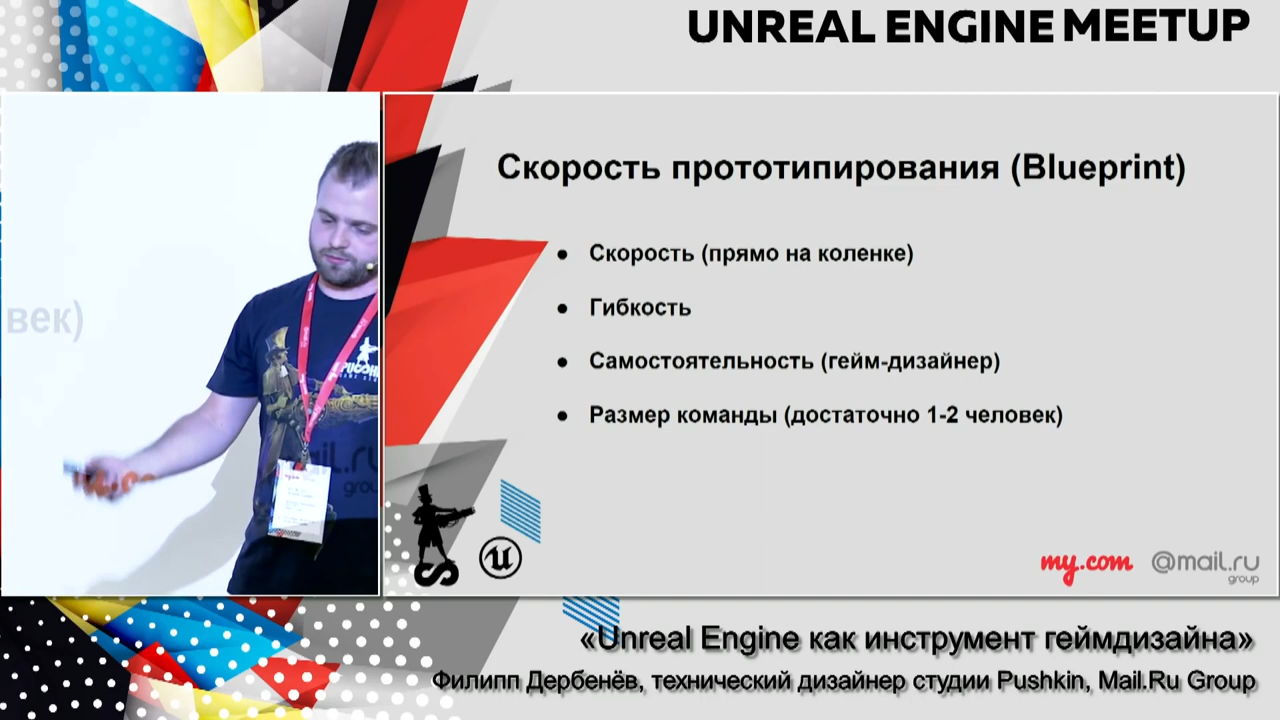 UNREAL ENGINE MEETUP
Скорость прототипирования (Blueprint)
● Скорость (прямо на коленке)
● Гибкость
● Самостоятельность (гейм-дизайнер)
● Размер команды (достаточно 1-2 человек)
век)
my.com @mail.ru
group
«Unreal Engine как инструмент геймдизайна»
Филипп Дербенёв, технический дизайнер студии Pushkin, Mail.Ru Group